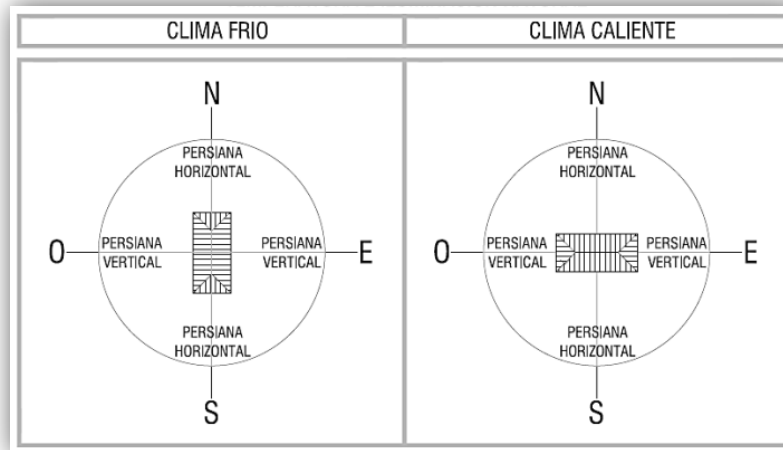 CLIMA FRIO
CLIMA CALIENTE
N
PERSIANA
HORIZONTAL
O
PERSIANA
VERTICAL
PERSIANA
VERTICAL
E
PERSIANA
HORIZONTAL
S
N
PERSIANA
HORIZONTAL
O
PERSIANA
VERTICAL
PERSIANA
VERTICAL
E
PERSIANA
HORIZONTAL
S